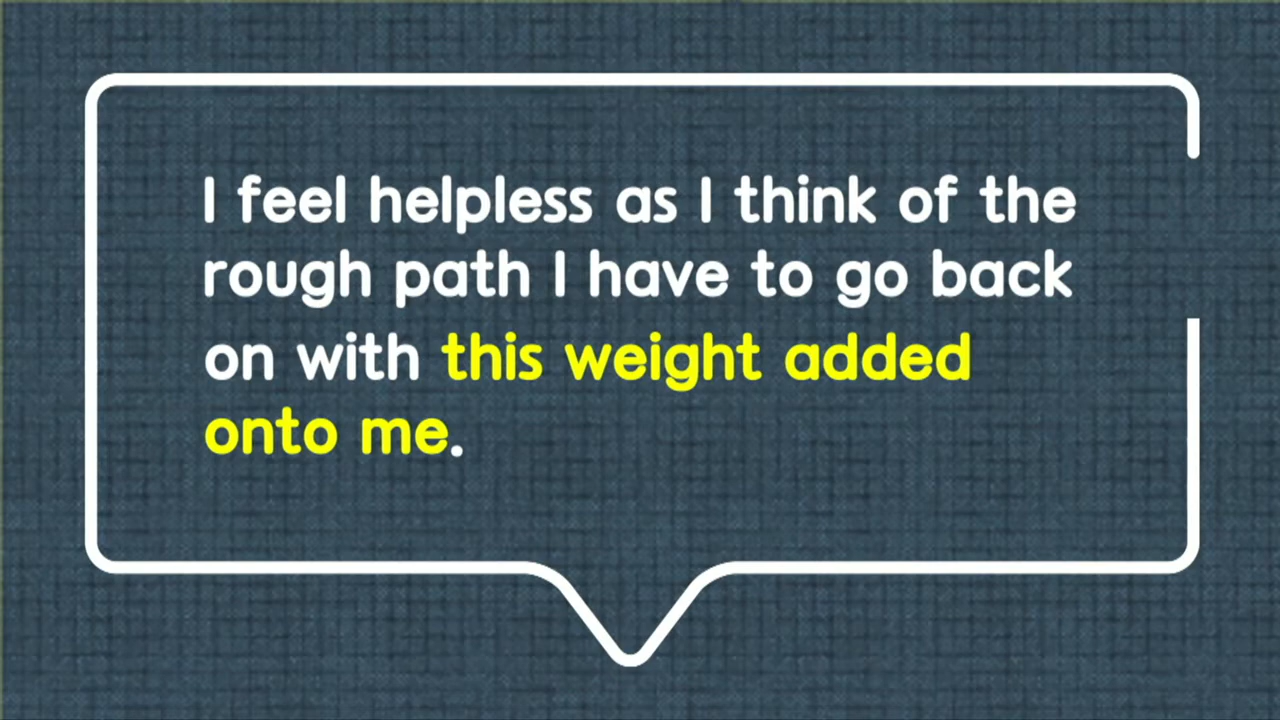 I feel helpless as I think of the
rough path I have to go back
on with this weight added
onto me.